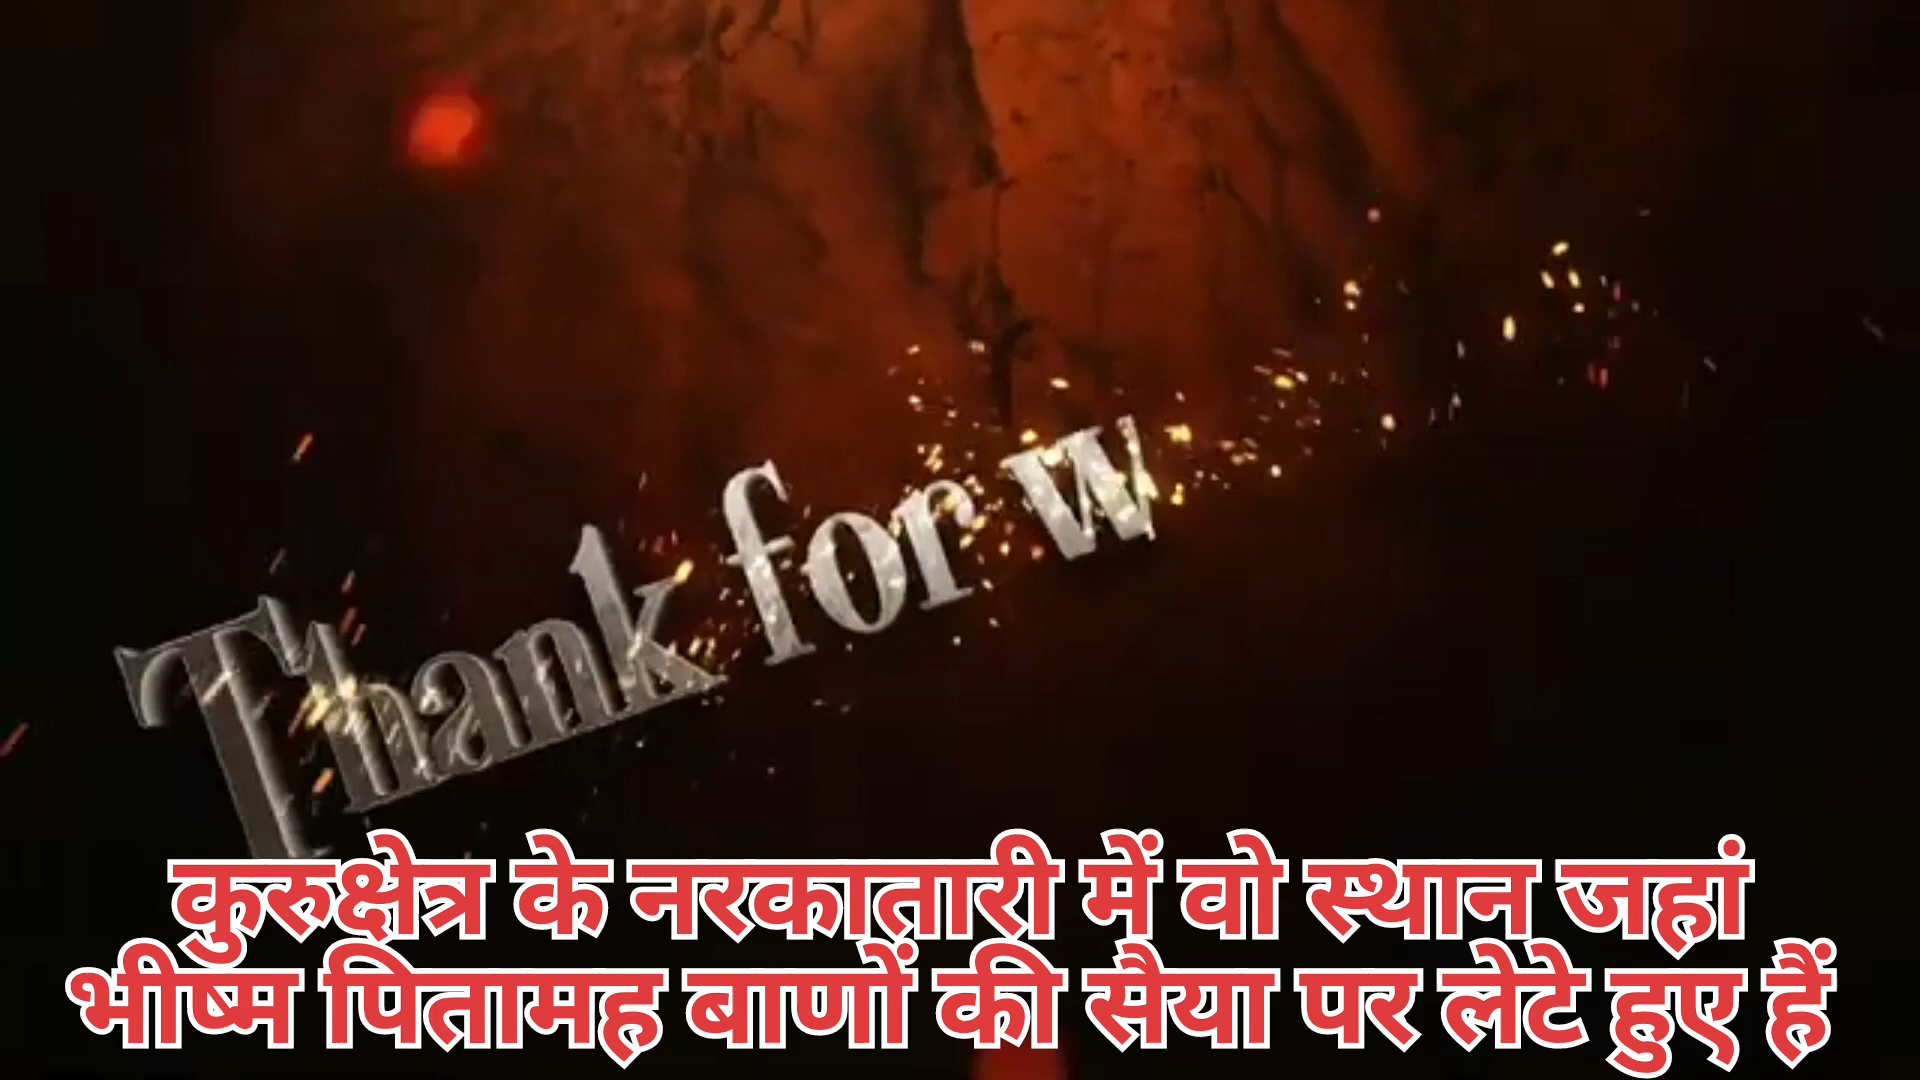 Thank for w
कुरुक्षेत्र के नरकातारी में वो स्थान जहां
भीष्म पितामह बाणों की सैया पर लेटे हुए हैं